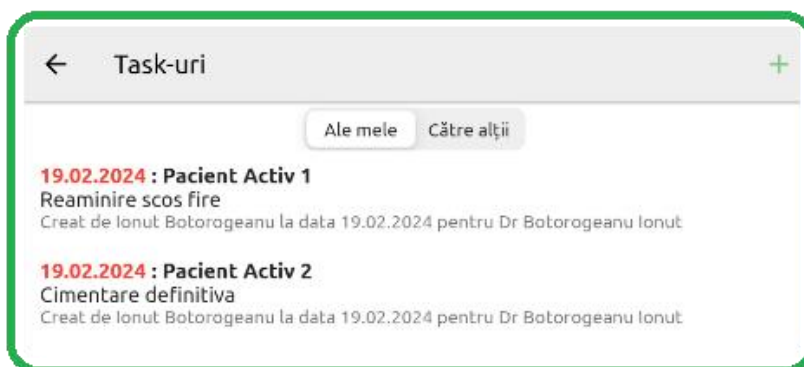 Task-uri
Ale mele Către alții
19.02.2024 : Pacient Activ 1
Reaminire scos fire
Creat de Ionut Botorogeanu la data 19.02.2024 pentru Dr Botorogeanu Ionut
19.02.2024 : Pacient Activ 2
Cimentare definitiva
Creat de Ionut Botorogeanu la data 19.02.2024 pentru Dr Botorogeanu Ionut